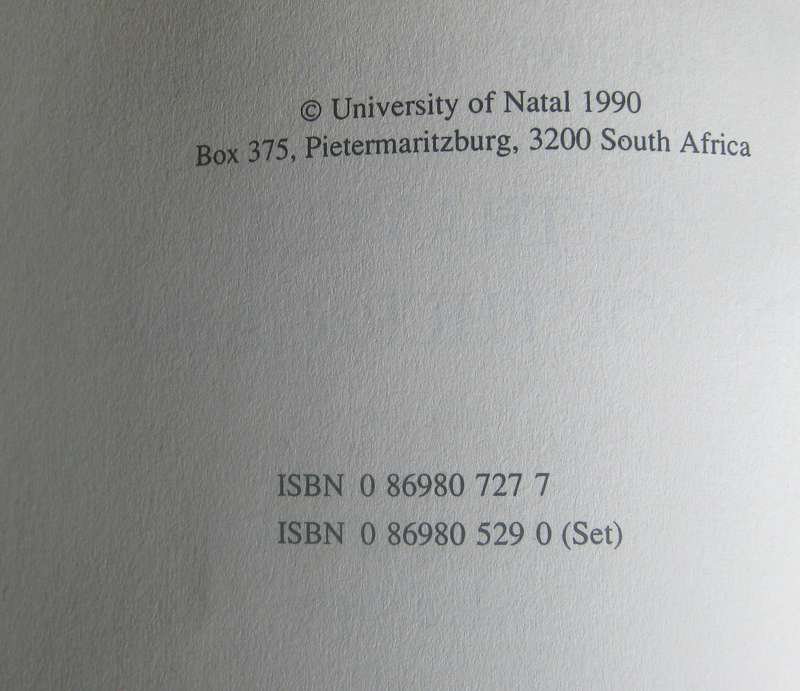 © University of Natal 1990
Box 375, Pietermaritzburg, 3200 South Africa
ISBN 0 86980 727 7
ISBN 0 86980 529 0 (Set)